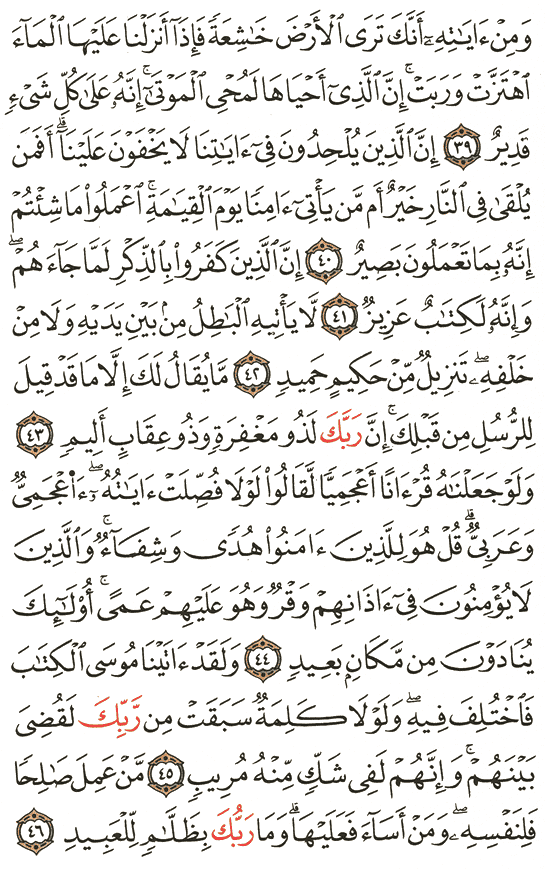 وَمِنْ ءَايَٰتِهِۦٓ أَنَّكَ تَرَى ٱلْأَرْضَ خَٰشِعَةً فَإِذَآ أَنزَلْنَا عَلَيْهَا ٱلْمَآءَ
ٱهْتَزَّتْ وَرَبَتْ ۚ إِنَّ ٱلَّذِىٓ أَحْيَاهَا لَمُحْىِ ٱلْمَوْتَىٰٓ ۚ إِنَّهُۥ عَلَىٰ كُلِّ شَىْءٍ
قَدِيرٌ ٣٩ إِنَّ ٱلَّذِينَ يُلْحِدُونَ فِىٓ ءَايَٰتِنَا لَا يَخْفَوْنَ عَلَيْنَآ ۗ أَفَمَن
يُلْقَىٰ فِى ٱلنَّارِ خَيْرٌ أَم مَّن يَأْتِىٓ ءَامِنًا يَوْمَ ٱلْقِيَٰمَةِ ۚ ٱعْمَلُوا۟ مَا شِئْتُمْ ۖ
إِنَّهُۥ بِمَا تَعْمَلُونَ بَصِيرٌ ٤٠ إِنَّ ٱلَّذِينَ كَفَرُوا۟ بِٱلذِّكْرِ لَمَّا جَآءَهُمْ ۖ
وَإِنَّهُۥ لَكِتَٰبٌ عَزِيزٌ ٤١ لَّا يَأْتِيهِ ٱلْبَٰطِلُ مِنۢ بَيْنِ يَدَيْهِ وَلَا مِنْ
خَلْفِهِۦ ۖ تَنزِيلٌ مِّنْ حَكِيمٍ حَمِيدٍ ٤٢ مَّا يُقَالُ لَكَ إِلَّا مَا قَدْ قِيلَ
لِلرُّسُلِ مِن قَبْلِكَ ۚ إِنَّ رَبَّكَ لَذُو مَغْفِرَةٍ وَذُو عِقَابٍ أَلِيمٍ ٤٣
وَلَوْ جَعَلْنَٰهُ قُرْءَانًا أَعْجَمِيًّا لَّقَالُوا۟ لَوْلَا فُصِّلَتْ ءَايَٰتُهُۥٓ ۖ ءَا۬عْجَمِىٌّ
وَعَرَبِىٌّ ۗ قُلْ هُوَ لِلَّذِينَ ءَامَنُوا۟ هُدًى وَشِفَآءٌ ۖ وَٱلَّذِينَ
لَا يُؤْمِنُونَ فِىٓ ءَاذَانِهِمْ وَقْرٌ وَهُوَ عَلَيْهِمْ عَمًى ۚ أُو۟لَٰٓئِكَ
يُنَادَوْنَ مِن مَّكَانٍۭ بَعِيدٍ ٤٤ وَلَقَدْ ءَاتَيْنَا مُوسَى ٱلْكِتَٰبَ
فَٱخْتُلِفَ فِيهِ ۗ وَلَوْلَا كَلِمَةٌ سَبَقَتْ مِن رَّبِّكَ لَقُضِىَ
بَيْنَهُمْ ۚ وَإِنَّهُمْ لَفِى شَكٍّ مِّنْهُ مُرِيبٍ ٤٥ مَّنْ عَمِلَ صَٰلِحًا
فَلِنَفْسِهِۦ ۖ وَمَنْ أَسَآءَ فَعَلَيْهَا ۗ وَمَا رَبُّكَ بِظَلَّٰمٍ لِّلْعَبِيدِ ٤٦